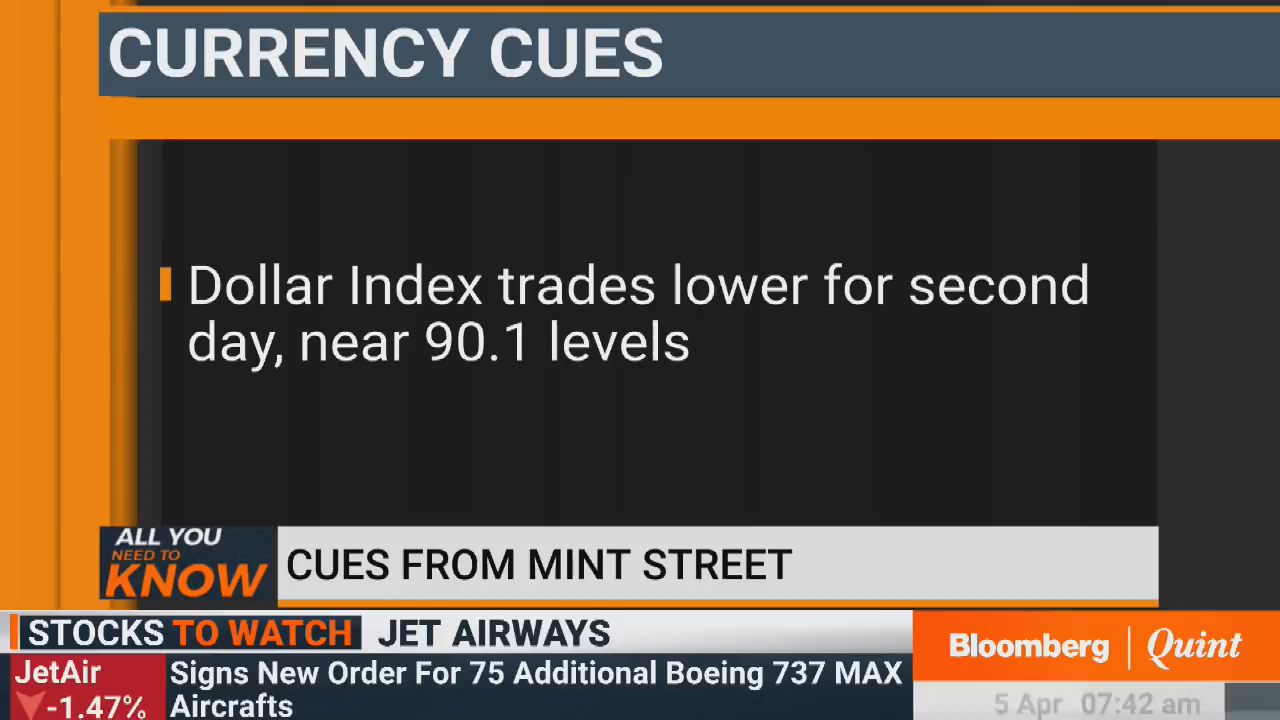 CURRENCY CUES
Dollar Index trades lower for second
day, near 90.1 levels
ALL YOU
NEED TO
KNOW
CUES FROM MINT STREET
STOCKS TO WATCH JET AIRWAYS
JetAir
-1.47%
Signs New Order For 75 Additional Boeing 737 MAX
Aircrafts
Bloomberg | Quint
5 Apr 07:42 am